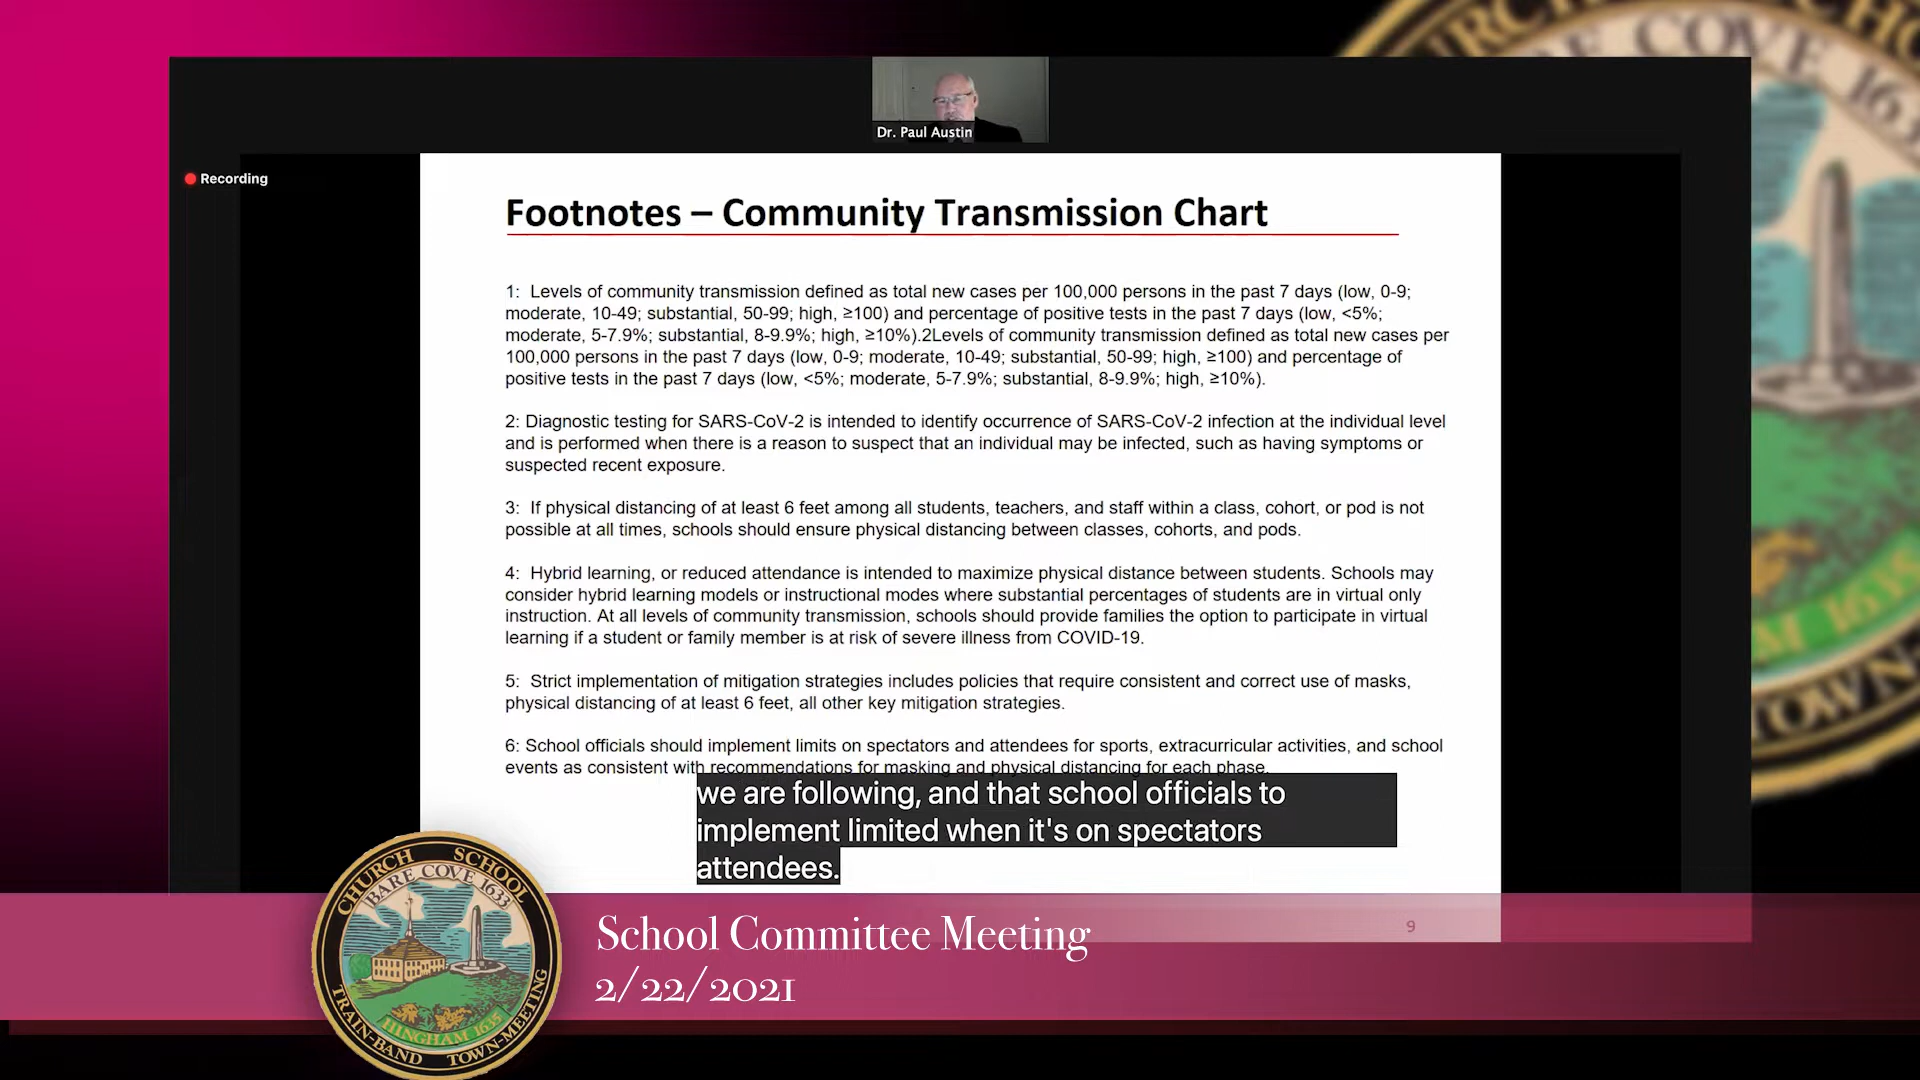 Dr. Paul Austin
Recording
Footnotes – Community Transmission Chart
1: Levels of community transmission defined as total new cases per 100,000 persons in the past 7 days (low, 0-9;
moderate, 10-49; substantial, 50-99; high, ≥100) and percentage of positive tests in the past 7 days (low, <5%;
moderate, 5-7.9%; substantial, 8-9.9%; high, ≥10%).2Levels of community transmission defined as total new cases per
100,000 persons in the past 7 days (low, 0-9; moderate, 10-49; substantial, 50-99; high, ≥100) and percentage of
positive tests in the past 7 days (low, <5%; moderate, 5-7.9%; substantial, 8-9.9%; high, ≥10%).
2: Diagnostic testing for SARS-CoV-2 is intended to identify occurrence of SARS-CoV-2 infection at the individual level
and is performed when there is a reason to suspect that an individual may be infected, such as having symptoms or
suspected recent exposure.
3: If physical distancing of at least 6 feet among all students, teachers, and staff within a class, cohort, or pod is not
possible at all times, schools should ensure physical distancing between classes, cohorts, and pods.
4: Hybrid learning, or reduced attendance is intended to maximize physical distance between students. Schools may
consider hybrid learning models or instructional modes where substantial percentages of students are in virtual only
instruction. At all levels of community transmission, schools should provide families the option to participate in virtual
learning if a student or family member is at risk of severe illness from COVID-19.
5: Strict implementation of mitigation strategies includes policies that require consistent and correct use of masks,
physical distancing of at least 6 feet, all other key mitigation strategies.
6: School officials should implement limits on spectators and attendees for sports, extracurricular activities, and school
events as consistent with recommendations for masking and physical distancing for each phase.
we are following, and that school officials to
implement limited when it's on spectators
attendees.
9
School Committee Meeting
2/22/2021
CHURCH SCHOOL
BARE COVE 1633
HINGHAM 1635
TRAIN-BAND TOWN-MEETING
COVE 163
M 1635
TOWN-